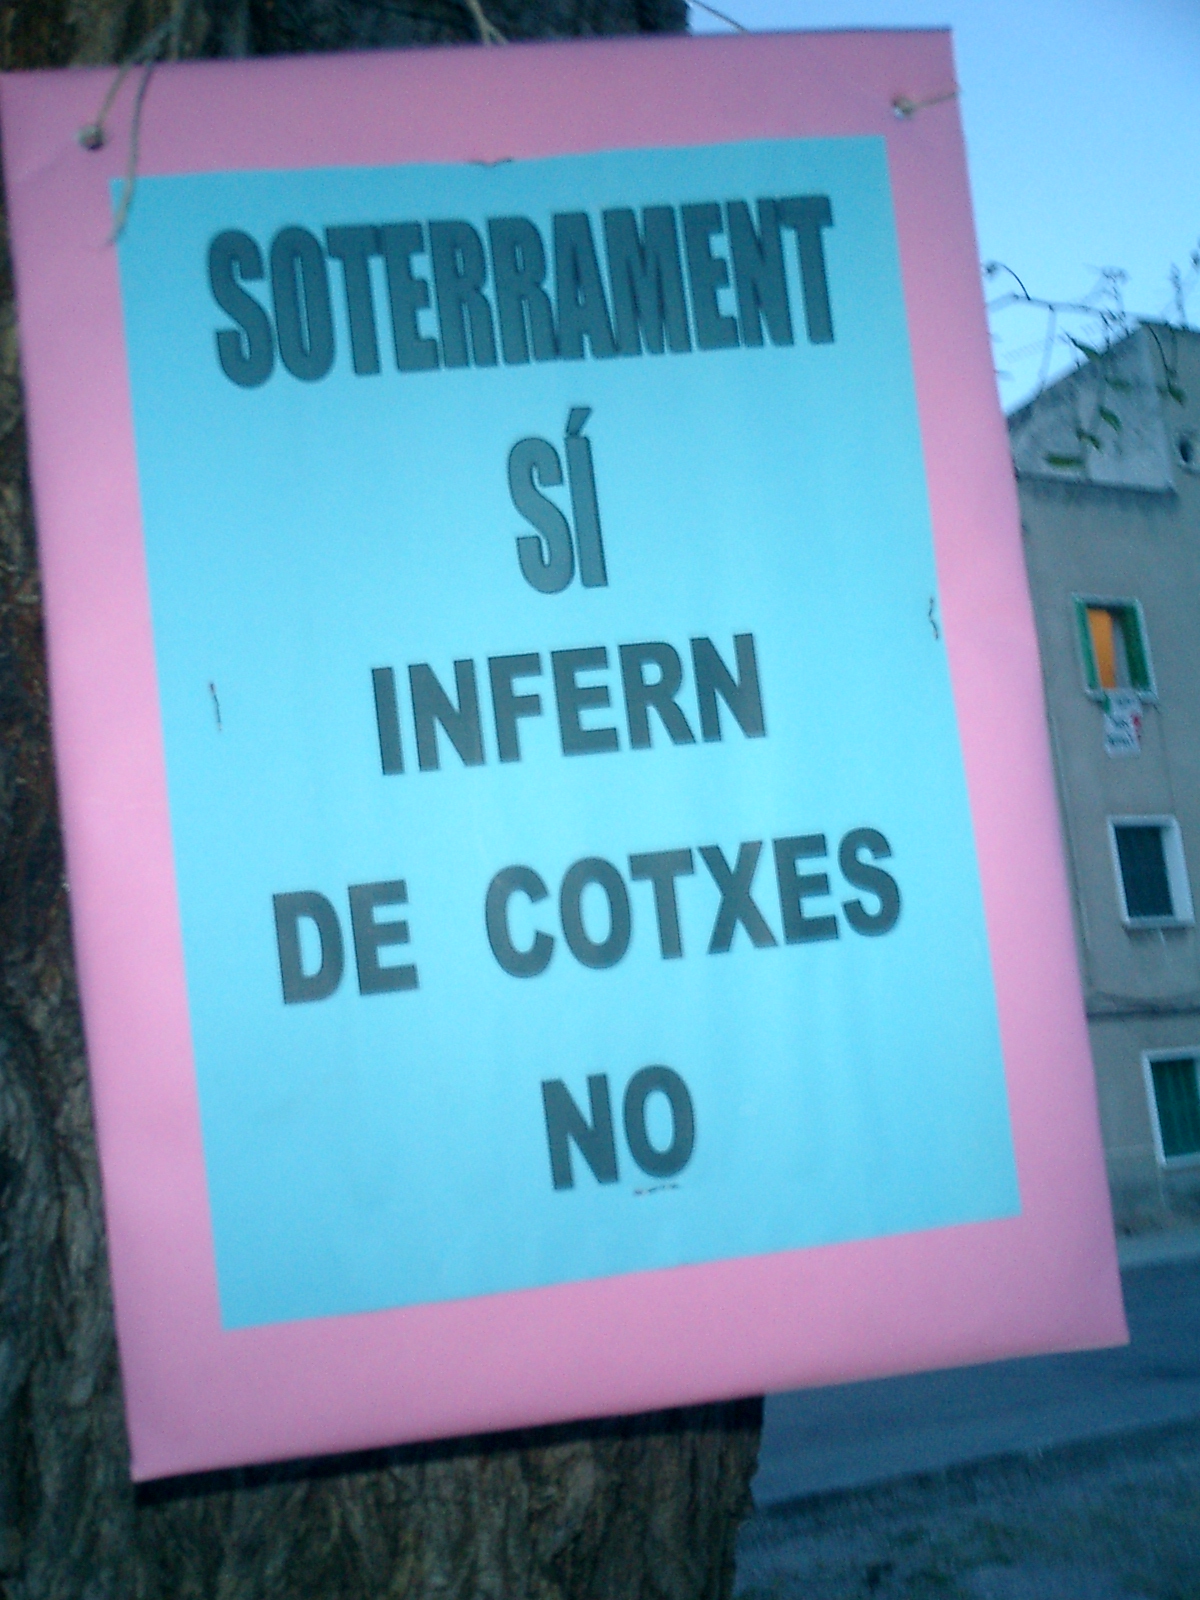 SOTERRAMENT
SÍ
INFERN
DE COTXES
NO